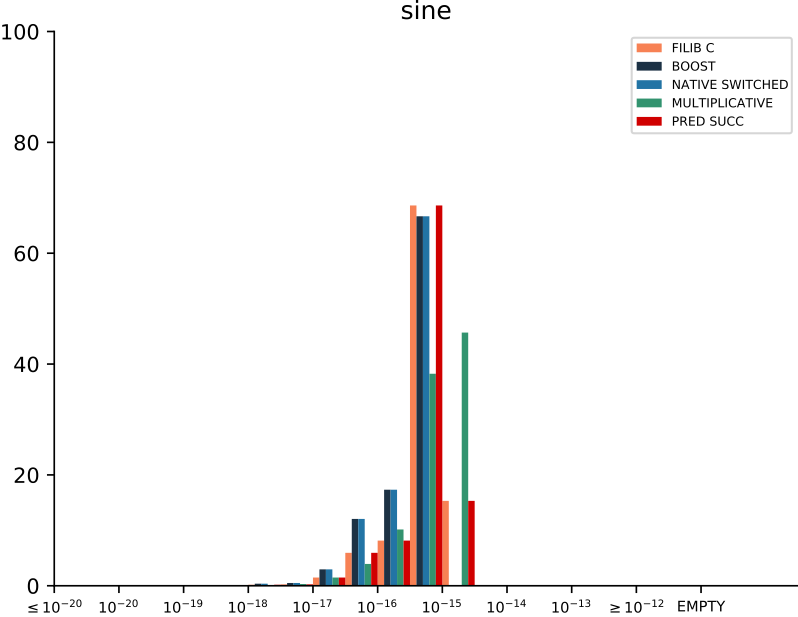 sine
100
80
60
40
20
0
FILIB C
BOOST
NATIVE SWITCHED
MULTIPLICATIVE
PRED SUCC
≤10⁻²⁰ 10⁻²⁰ 10⁻¹⁹ 10⁻¹⁸ 10⁻¹⁷ 10⁻¹⁶ 10⁻¹⁵ 10⁻¹⁴ 10⁻¹³ ≥10⁻¹² EMPTY